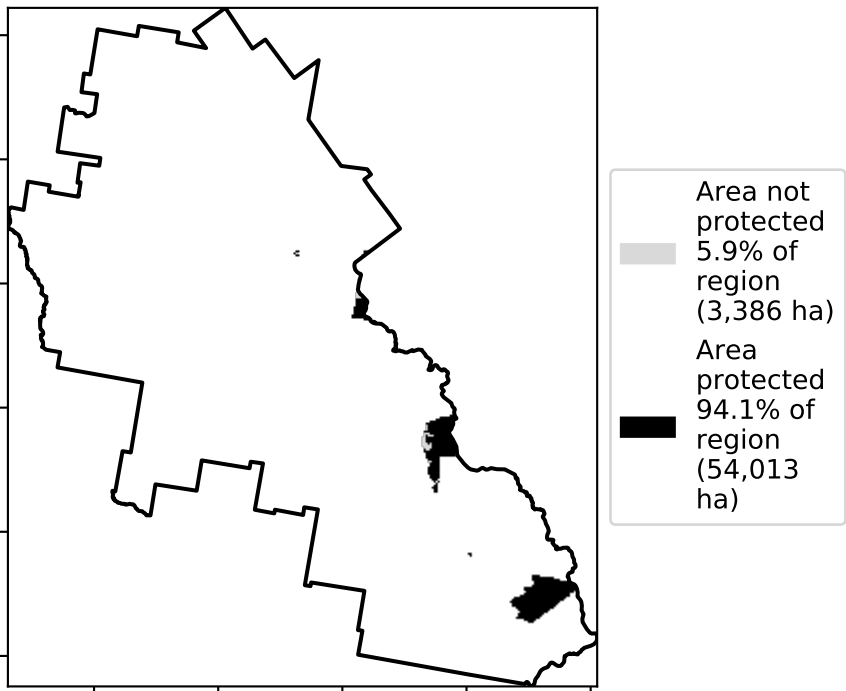 Area not
protected
5.9% of
region
(3,386 ha)
Area
protected
94.1% of
region
(54,013
ha)